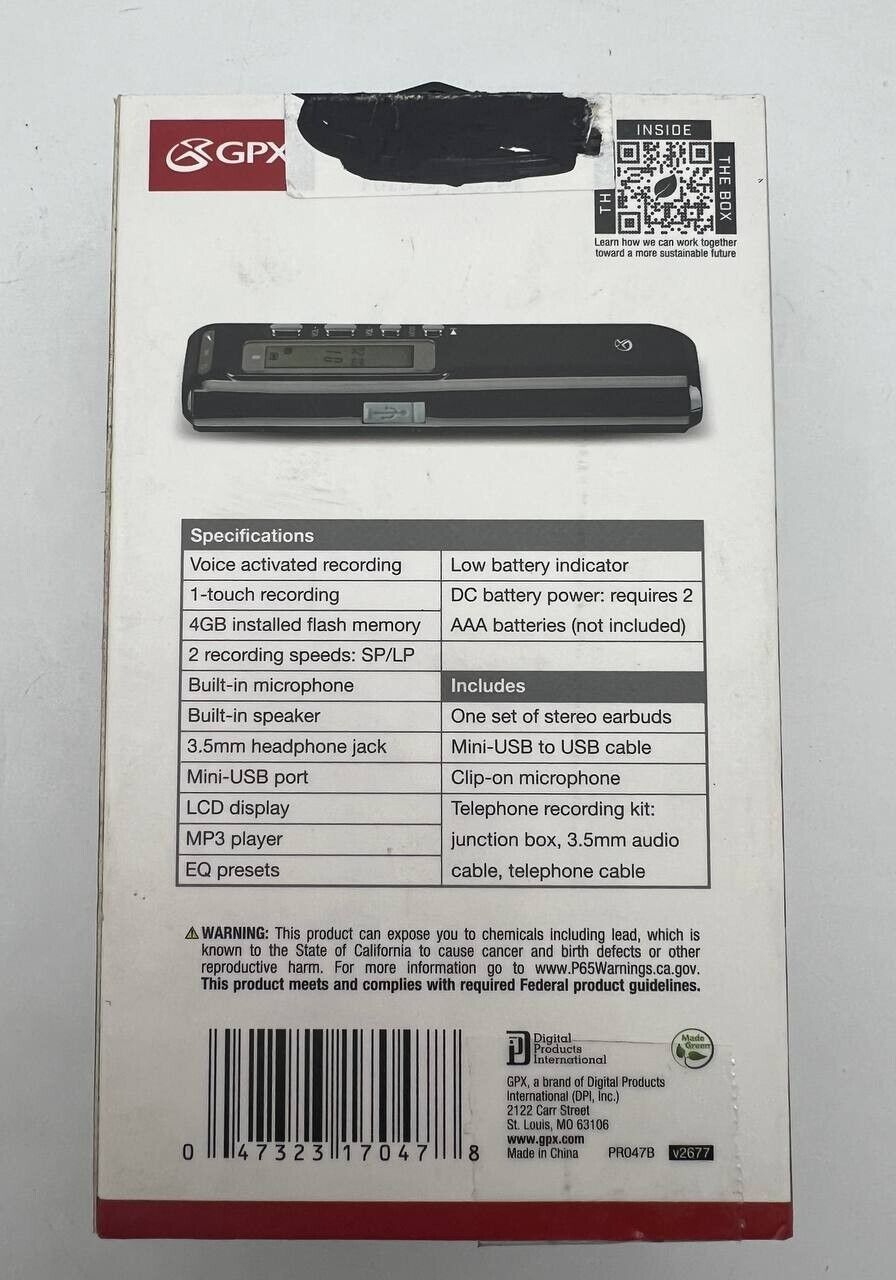 GPX
INSIDE
THE BOX
TH
Learn how we can work together
toward a more sustainable future
Specifications
Voice activated recording
1-touch recording
4GB installed flash memory
2 recording speeds: SP/LP
Built-in microphone
Built-in speaker
3.5mm headphone jack
Mini-USB port
LCD display
MP3 player
EQ presets
Low battery indicator
DC battery power: requires 2
AAA batteries (not included)
Includes
One set of stereo earbuds
Mini-USB to USB cable
Clip-on microphone
Telephone recording kit:
junction box, 3.5mm audio
cable, telephone cable
WARNING: This product can expose you to chemicals including lead, which is
known to the State of California to cause cancer and birth defects or other
reproductive harm. For more information go to www.P65Warnings.ca.gov.
This product meets and complies with required Federal product guidelines.
0 47323 17047 8
Digital
Products
International
Made
Green
GPX, a brand of Digital Products
International (DPI, Inc.)
2122 Carr Street
St. Louis, MO 63106
www.gpx.com
Made in China PR047B v2677